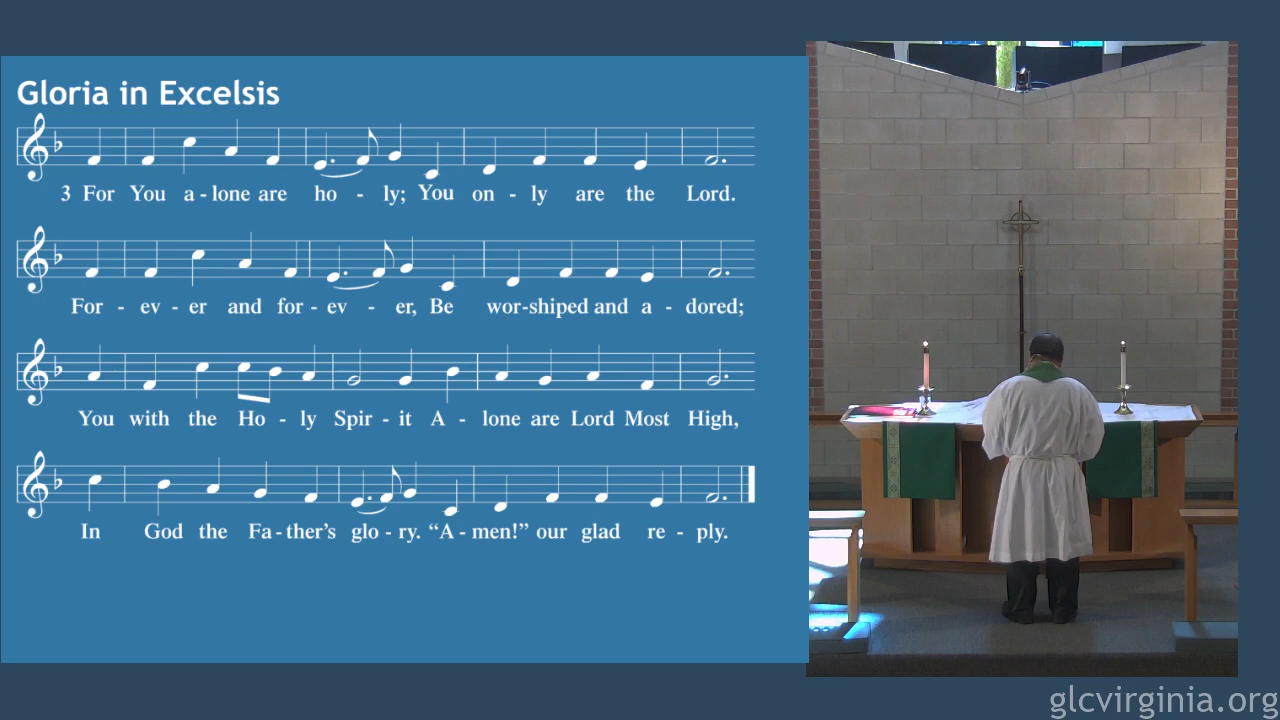 Gloria in Excelsis
3 For You a - lone are ho - ly; You on - ly are the Lord.
For - ev - er and for - ev - er, Be wor-shiped and a - dored;
You with the Ho - ly Spir - it A - lone are Lord Most High,
In God the Fa - ther’s glo - ry. “A - men!” our glad re - ply.
glcvirginia.org